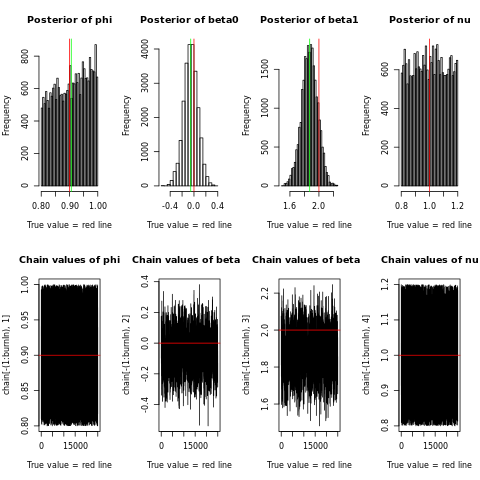 Posterior of phi
Posterior of beta0
Posterior of beta1
Posterior of nu
Frequency
0 200 400 600 800
0.80 0.90 1.00
True value = red line
Frequency
0 1000 2000 3000 4000
-0.4 0.0 0.4
True value = red line
Frequency
0 500 1000 1500
1.6 2.0
True value = red line
Frequency
0 200 400 600
0.8 1.0 1.2
True value = red line
Chain values of phi
Chain values of beta
Chain values of beta
Chain values of nu
chain[-(1:burnIn), 1]
0.80 0.85 0.90 0.95 1.00
0 15000
True value = red line
chain[-(1:burnIn), 2]
-0.4 -0.2 0.0 0.2 0.4
0 15000
True value = red line
chain[-(1:burnIn), 3]
1.6 1.8 2.0 2.2
0 15000
True value = red line
chain[-(1:burnIn), 4]
0.8 0.9 1.0 1.1 1.2
0 15000
True value = red line